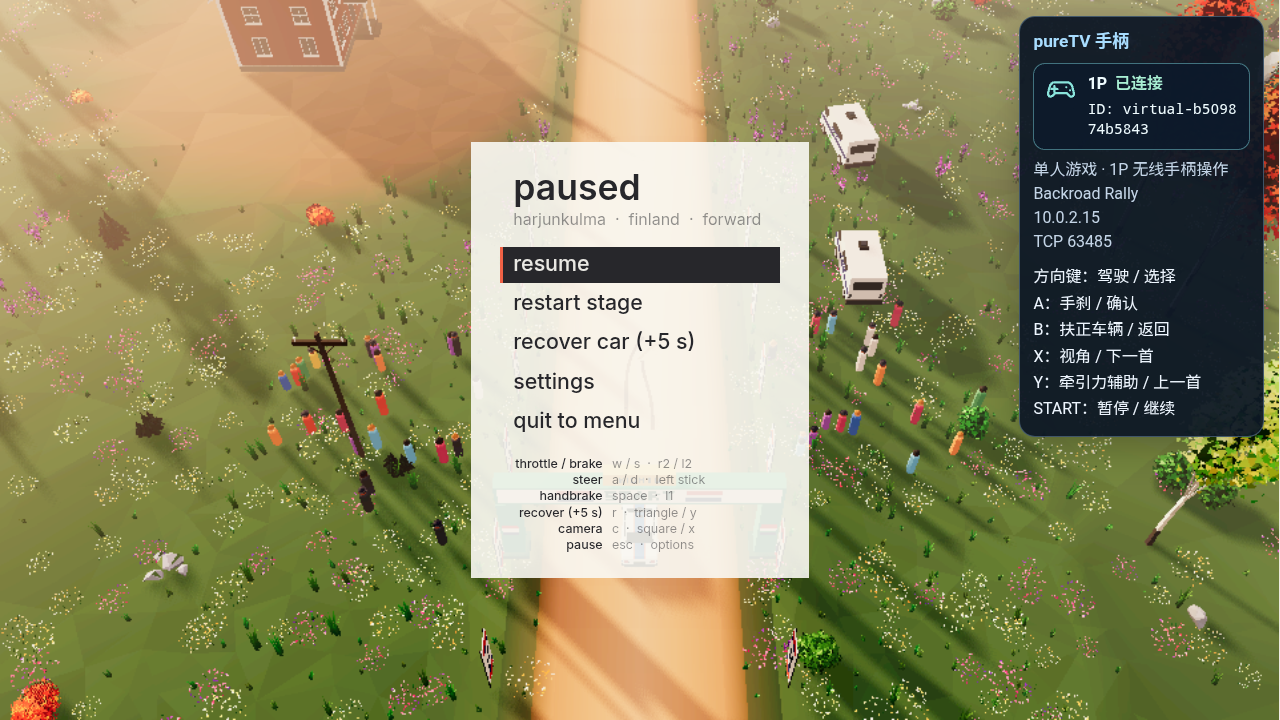 paused
harjunkulma · finland · forward
resume
restart stage
recover car (+5 s)
settings
quit to menu
throttle / brake w / s · r2 / l2
steer a / d · left stick
handbrake space · l1
recover (+5 s) r · triangle / y
camera c · square / x
pause esc · options
pureTV 手柄
1P 已连接
ID: virtual-b5098
74b5843
单人游戏 · 1P 无线手柄操作
Backroad Rally
10.0.2.15
TCP 63485
方向键：驾驶 / 选择
A：手刹 / 确认
B：扶正车辆 / 返回
X：视角 / 下一首
Y：牵引力辅助 / 上一首
START：暂停 / 继续